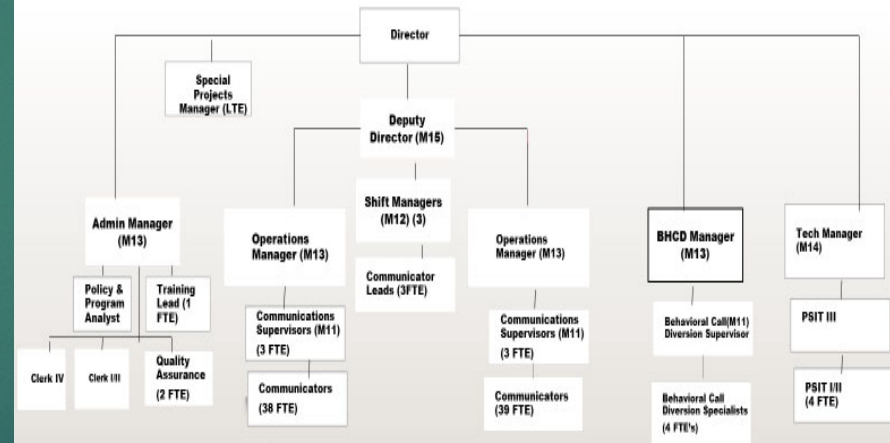 Director
Special
Projects
Manager (LTE)
Deputy
Director (M15)
Admin Manager
(M13)
Policy &
Program
Analyst
Training
Lead (1
FTE)
Clerk IV
Clerk I/II
Quality
Assurance
(2 FTE)
Operations
Manager (M13)
Communications
Supervisors (M11)
(3 FTE)
Communicators
(38 FTE)
Shift Managers
(M12) (3)
Communicator
Leads (3FTE)
Operations
Manager (M13)
Communications
Supervisors (M11)
(3 FTE)
Communicators
(39 FTE)
BHCD Manager
(M13)
Behavioral Call(M11)
Diversion Supervisor
Behavioral Call
Diversion Specialists
(4 FTE's)
Tech Manager
(M14)
PSIT III
PSIT I/II
(4 FTE)